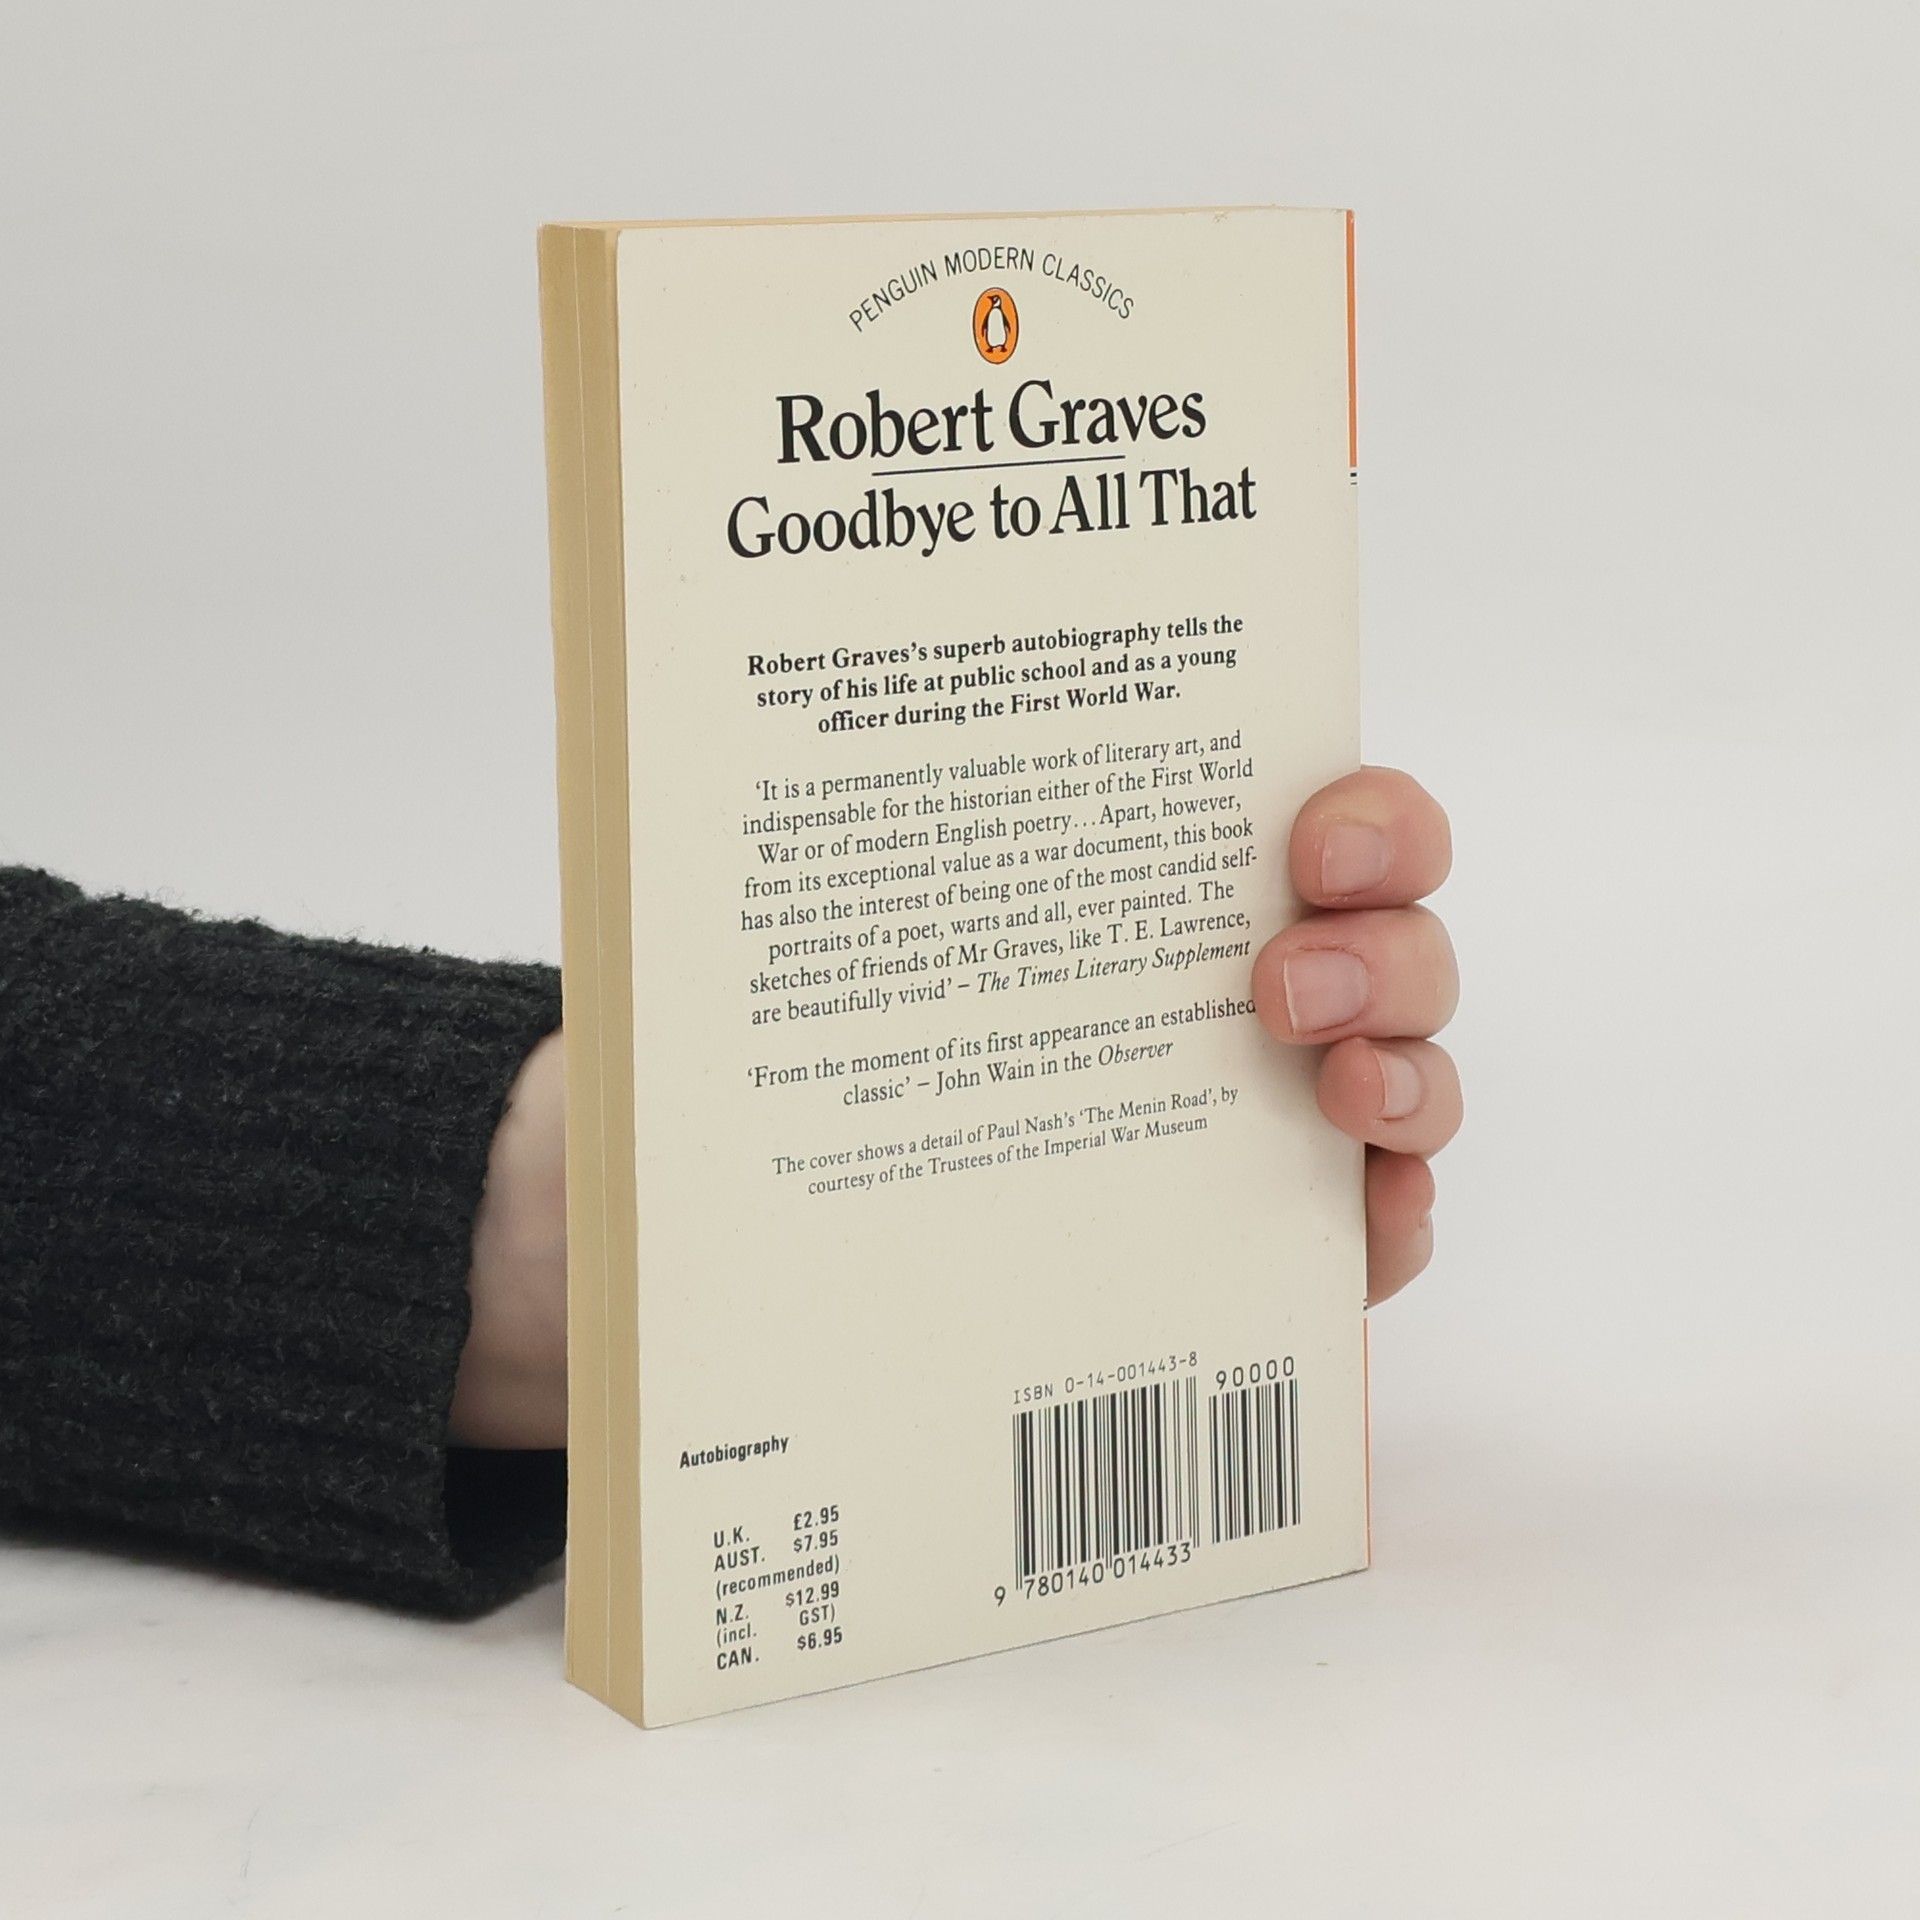 PENGUIN MODERN CLASSICS
Robert Graves
Goodbye to All That
Robert Graves's superb autobiography tells the
story of his life at public school and as a young
officer during the First World War.
‘It is a permanently valuable work of literary art, and
indispensable for the historian either of the First World
War or of modern English poetry...Apart, however,
from its exceptional value as a war document, this book
has also the interest of being one of the most candid self-
portraits of a poet, warts and all, ever painted. The
sketches of friends of Mr Graves, like T. E. Lawrence,
are beautifully vivid’ – The Times Literary Supplement
‘From the moment of its first appearance an established
classic’ – John Wain in the Observer
The cover shows a detail of Paul Nash's ‘The Menin Road’, by
courtesy of the Trustees of the Imperial War Museum
Autobiography
U.K. £2.95
AUST. $7.95
(recommended)
N.Z. $12.99
(incl. GST)
CAN. $6.95
ISBN 0-14-001443-8
90000
9 780140 014433